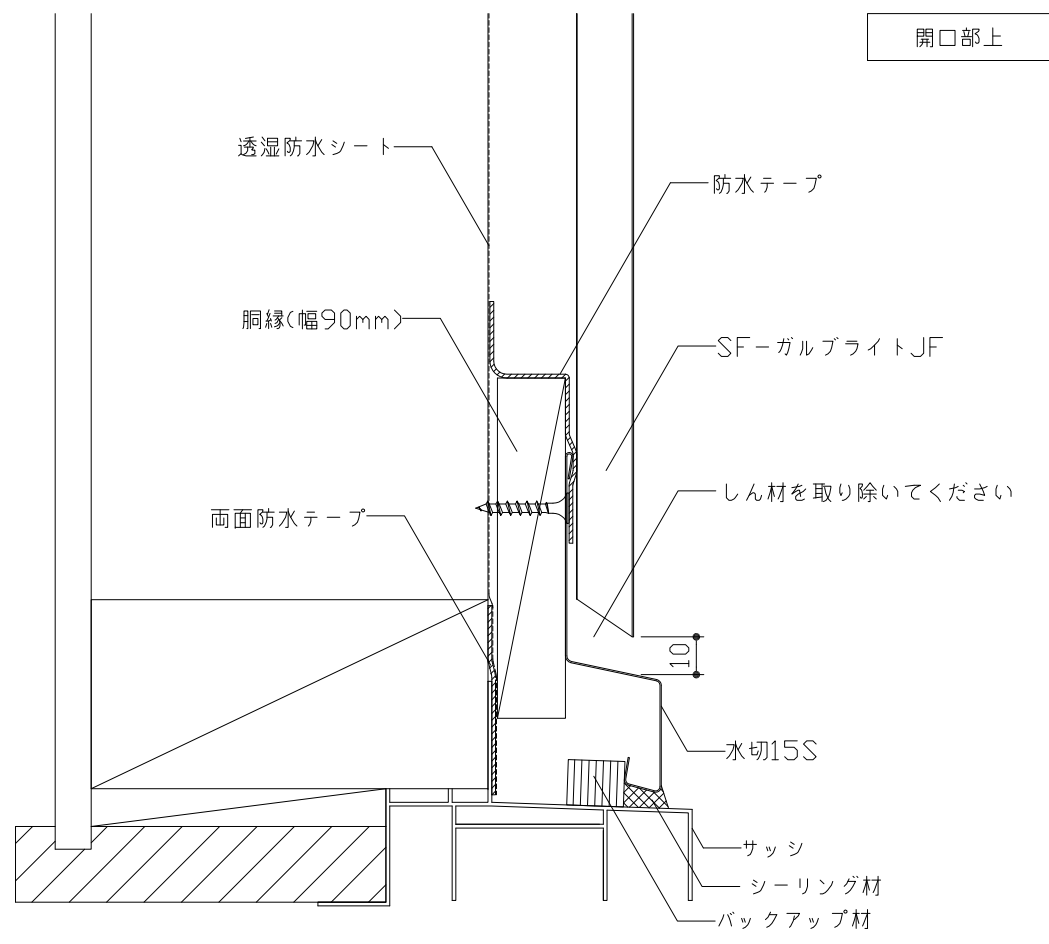 開口部上
透湿防水シート
防水テープ
胴縁(幅90mm)
SFーガルブライトJF
しん材を取り除いてください
両面防水テープ
10
水切15S
サッシ
シーリング材
バックアップ材